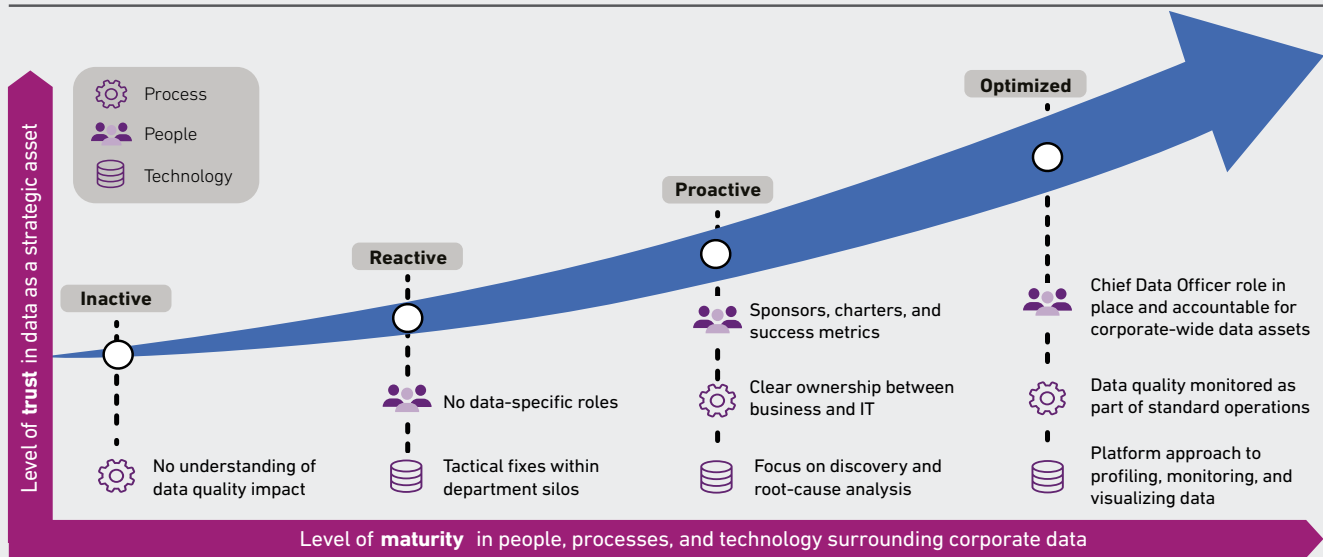 Process
People
Technology
Level of trust in data as a strategic asset
Inactive
No understanding of
data quality impact
Reactive
No data-specific roles
Tactical fixes within
department silos
Proactive
Sponsors, charters, and
success metrics
Clear ownership between
business and IT
Focus on discovery and
root-cause analysis
Optimized
Chief Data Officer role in
place and accountable for
corporate-wide data assets
Data quality monitored as
part of standard operations
Platform approach to
profiling, monitoring, and
visualizing data
Level of maturity in people, processes, and technology surrounding corporate data